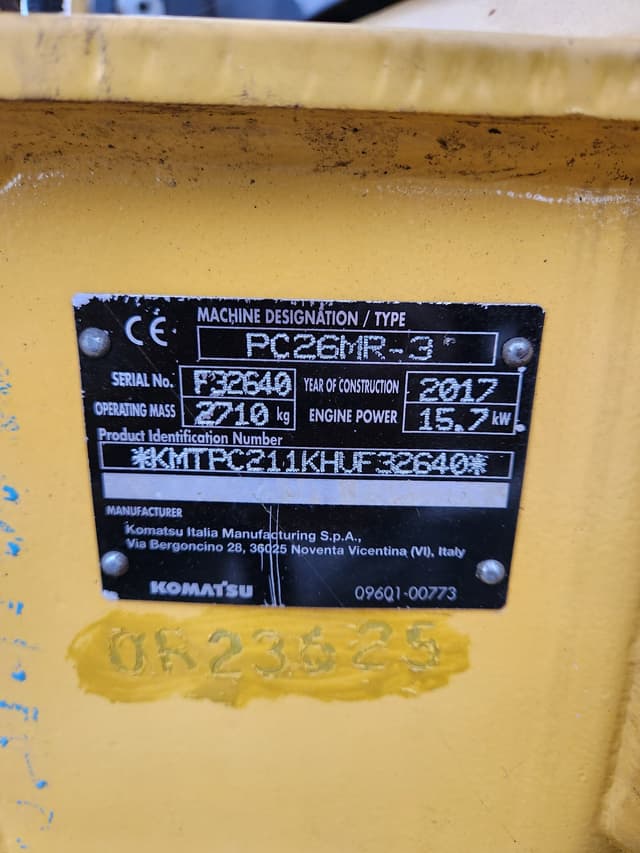 CE
MACHINE DESIGNATION / TYPE
PC26MR-3
SERIAL No. F32640 YEAR OF CONSTRUCTION 2017
OPERATING MASS 2710 kg ENGINE POWER 15.7 kW
Product Identification Number
*KMTPC211KHUF32640*
MANUFACTURER
Komatsu Italia Manufacturing S.p.A.,
Via Bergoncino 28, 36025 Noventa Vicentina (VI), Italy
KOMATSU 096Q1-00773
0R23625